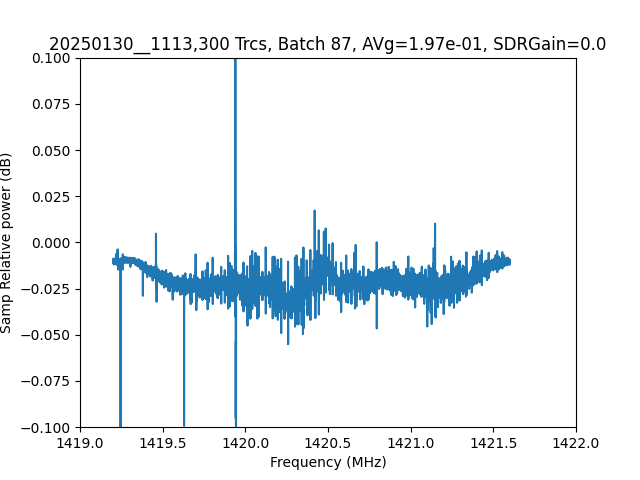 20250130__1113,300 Trcs, Batch 87, AVg=1.97e-01, SDRGain=0.0
0.100
0.075
0.050
0.025
0.000
−0.025
−0.050
−0.075
−0.100
Samp Relative power (dB)
1419.0 1419.5 1420.0 1420.5 1421.0 1421.5 1422.0
Frequency (MHz)